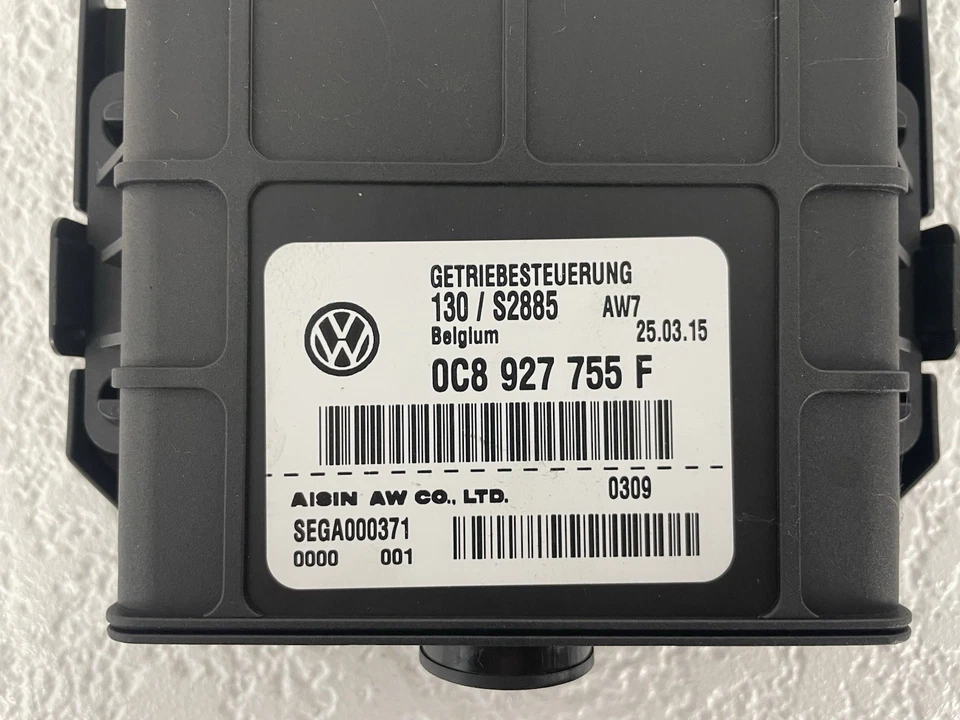 GETRIEBESTEUERUNG
130 / S2885 AW7
Belgium 25.03.15
0C8 927 755 F
AISIN AW CO., LTD. 0309
SEGA000371
0000 001